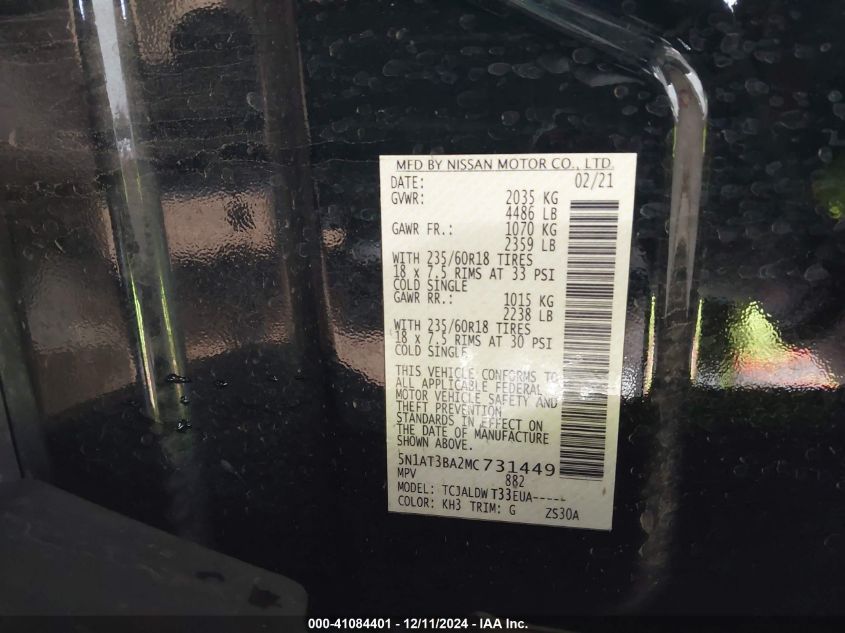 MFD BY NISSAN MOTOR CO., LTD.
DATE: 02/21
GVWR: 2035 KG
4486 LB
GAWR FR.: 1070 KG
2359 LB
WITH 235/60R18 TIRES
18 x 7.5 RIMS AT 33 PSI
COLD SINGLE
GAWR RR.: 1015 KG
2238 LB
WITH 235/60R18 TIRES
18 x 7.5 RIMS AT 30 PSI
COLD SINGLE
THIS VEHICLE CONFORMS TO
ALL APPLICABLE FEDERAL
MOTOR VEHICLE SAFETY AND
THEFT PREVENTION
STANDARDS IN EFFECT ON
THE DATE OF MANUFACTURE
SHOWN ABOVE.
5N1AT3BA2MC731449
MPV 882
MODEL: TCJALDWT33EUA-----
COLOR: KH3 TRIM: G ZS30A
000-41084401 - 12/11/2024 - IAA Inc.